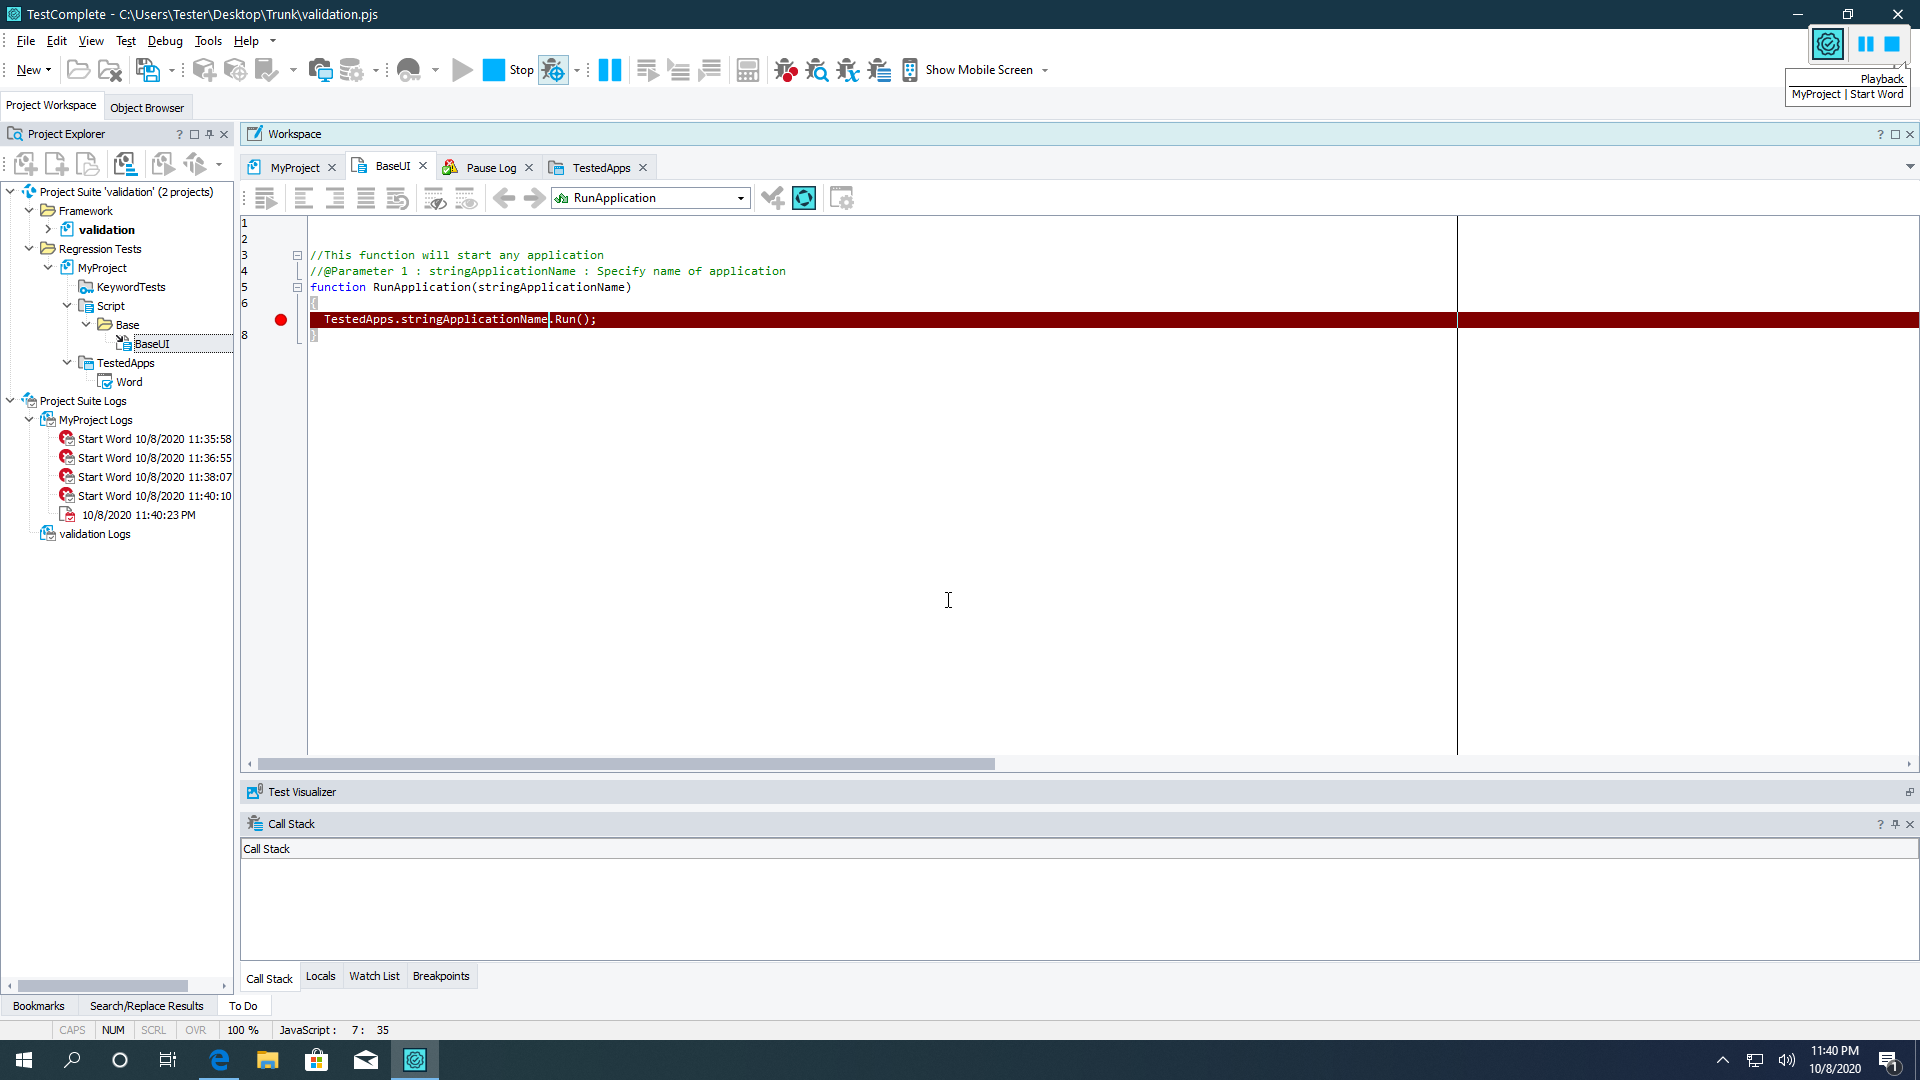 TestComplete - C:\Users\Tester\Desktop\Trunk\validation.pjs
File Edit View Test Debug Tools Help
New
Stop
Show Mobile Screen
Playback
MyProject | Start Word
Project Workspace
Object Browser
Project Explorer
Workspace
MyProject
BaseUI
Pause Log
TestedApps
RunApplication
Project Suite 'validation' (2 projects)
Framework
validation
Regression Tests
MyProject
KeywordTests
Script
Base
BaseUI
TestedApps
Word
Project Suite Logs
MyProject Logs
Start Word 10/8/2020 11:35:58
Start Word 10/8/2020 11:36:55
Start Word 10/8/2020 11:38:07
Start Word 10/8/2020 11:40:10
10/8/2020 11:40:23 PM
validation Logs
1
2
3 //This function will start any application
4 //@Parameter 1 : stringApplicationName : Specify name of application
5 function RunApplication(stringApplicationName)
6 {
TestedApps.stringApplicationName.Run();
8 }
Test Visualizer
Call Stack
Call Stack
Call Stack Locals Watch List Breakpoints
Bookmarks Search/Replace Results To Do
CAPS NUM SCRL OVR 100 % JavaScript : 7: 35
11:40 PM
10/8/2020
1